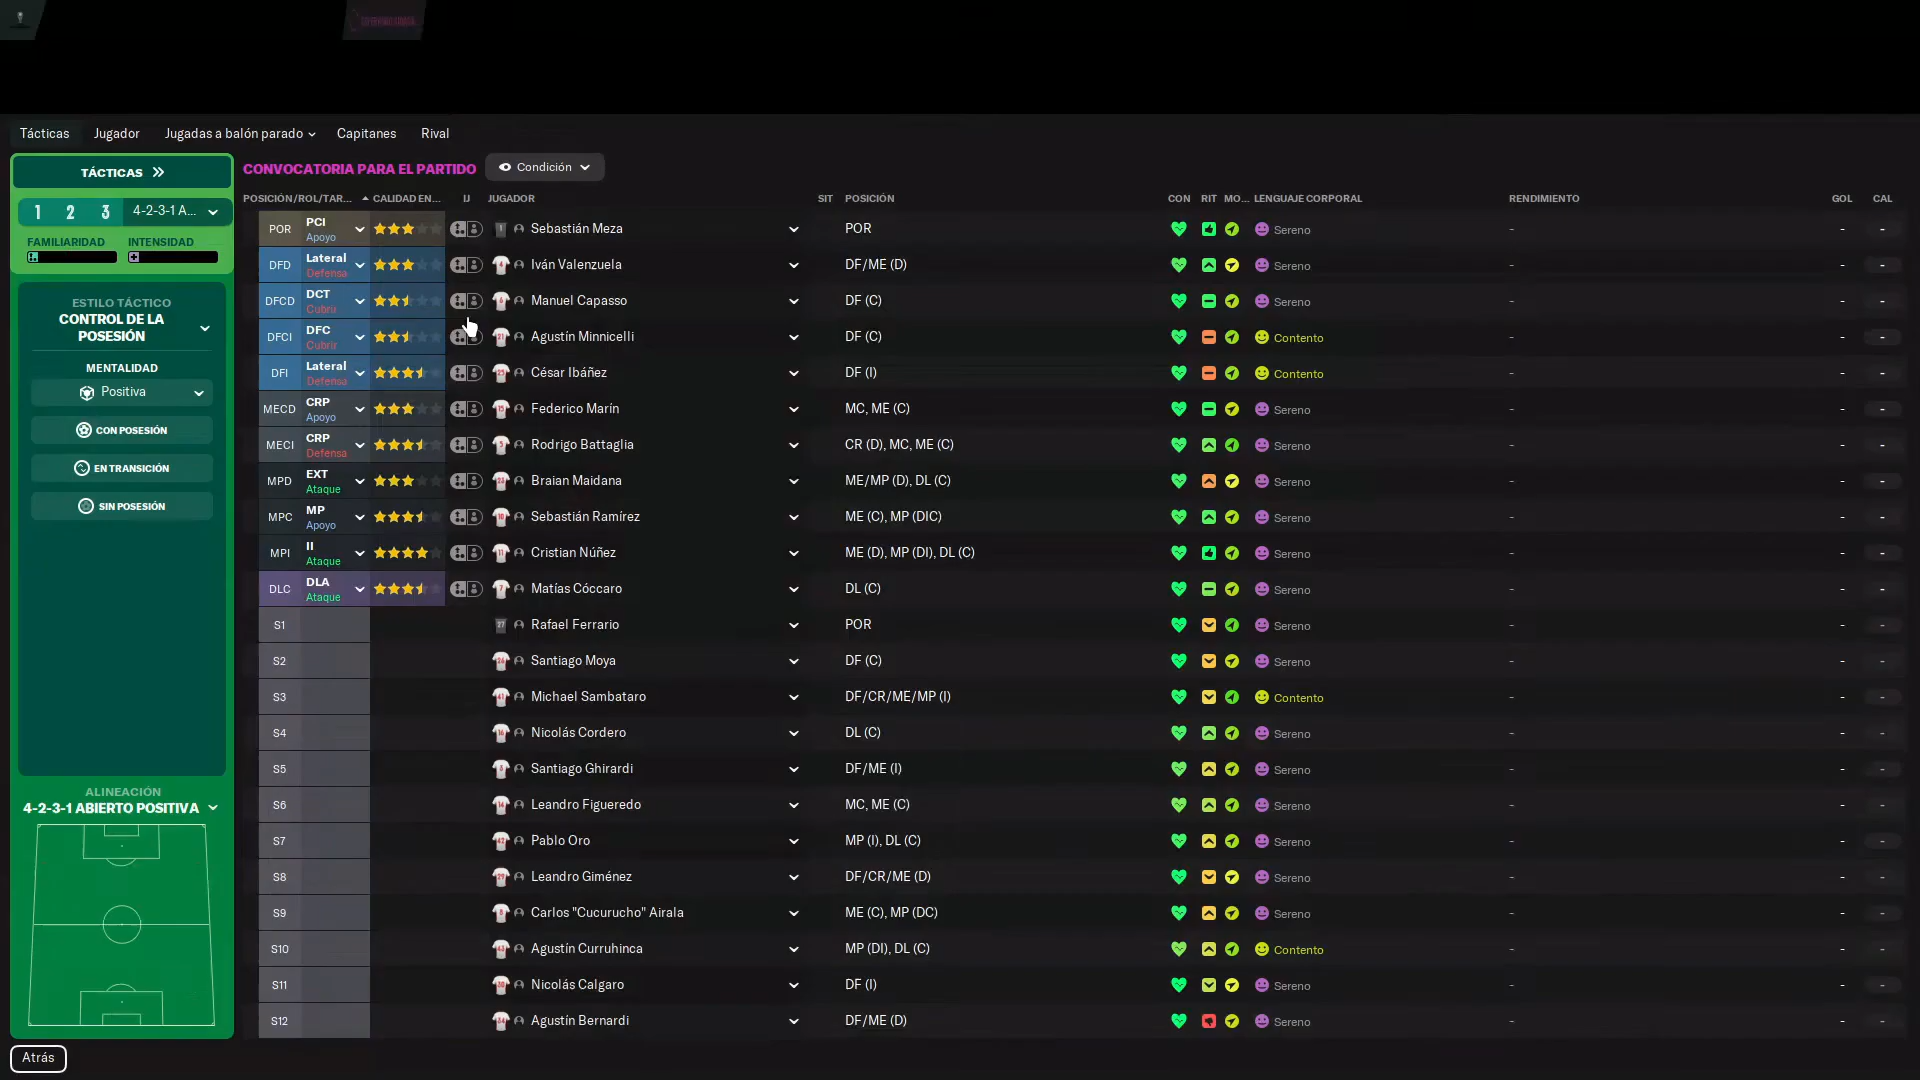 Tácticas Jugador Jugadas a balón parado Capitanes Rival
TÁCTICAS
1 2 3 4-2-3-1 A...
FAMILIARIDAD INTENSIDAD
ESTILO TÁCTICO
CONTROL DE LA
POSESIÓN
MENTALIDAD
Positiva
CON POSESIÓN
EN TRANSICIÓN
SIN POSESIÓN
ALINEACIÓN
4-2-3-1 ABIERTO POSITIVA
Atrás
CONVOCATORIA PARA EL PARTIDO Condición
POSICIÓN/ROL/TAR... CALIDAD EN... IJ JUGADOR SIT POSICIÓN CON RIT MO... LENGUAJE CORPORAL RENDIMIENTO GOL CAL
POR PCI Apoyo Sebastián Meza POR Sereno - - -
DFD Lateral Defensa Iván Valenzuela DF/ME (D) Sereno - - -
DFCD DCT Cubrir Manuel Capasso DF (C) Sereno - - -
DFCI DFC Cubrir Agustín Minnicelli DF (C) Contento - - -
DFI Lateral Defensa César Ibáñez DF (I) Contento - - -
MECD CRP Apoyo Federico Marín MC, ME (C) Sereno - - -
MECI CRP Defensa Rodrigo Battaglia CR (D), MC, ME (C) Sereno - - -
MPD EXT Ataque Braian Maidana ME/MP (D), DL (C) Sereno - - -
MPC MP Apoyo Sebastián Ramírez ME (C), MP (DIC) Sereno - - -
MPI II Ataque Cristian Núñez ME (D), MP (DI), DL (C) Sereno - - -
DLC DLA Ataque Matías Cóccaro DL (C) Sereno - - -
S1 Rafael Ferrario POR Sereno - - -
S2 Santiago Moya DF (C) Sereno - - -
S3 Michael Sambataro DF/CR/ME/MP (I) Contento - - -
S4 Nicolás Cordero DL (C) Sereno - - -
S5 Santiago Ghirardi DF/ME (I) Sereno - - -
S6 Leandro Figueredo MC, ME (C) Sereno - - -
S7 Pablo Oro MP (I), DL (C) Sereno - - -
S8 Leandro Giménez DF/CR/ME (D) Sereno - - -
S9 Carlos "Cucurucho" Airala ME (C), MP (DC) Sereno - - -
S10 Agustín Curruhinca MP (DI), DL (C) Contento - - -
S11 Nicolás Calgaro DF (I) Sereno - - -
S12 Agustín Bernardi DF/ME (D) Sereno - - -